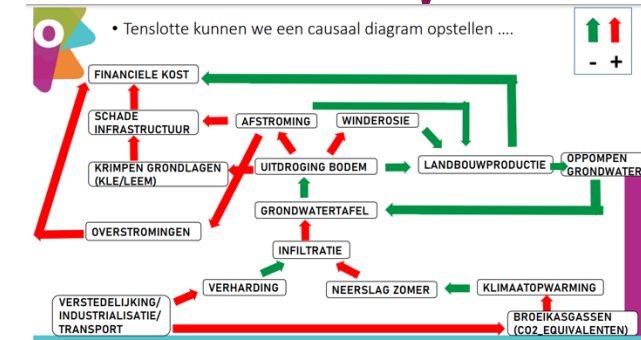 • Tenslotte kunnen we een causaal diagram opstellen ....
- +
FINANCIELE KOST
SCHADE
INFRASTRUCTUUR
AFSTROMING
WINDEROSIE
KRIMPEN GRONDLAGEN
(KLE/LEEM)
UITDROGING BODEM
LANDBOUWPRODUCTIE
OPPOMPEN
GRONDWATER
GRONDWATERTAFEL
OVERSTROMINGEN
INFILTRATIE
VERHARDING
NEERSLAG ZOMER
KLIMAATOPWARMING
VERSTEDELIJKING/
INDUSTRIALISATIE/
TRANSPORT
BROEIKASGASSEN
(CO2_EQUIVALENTEN)